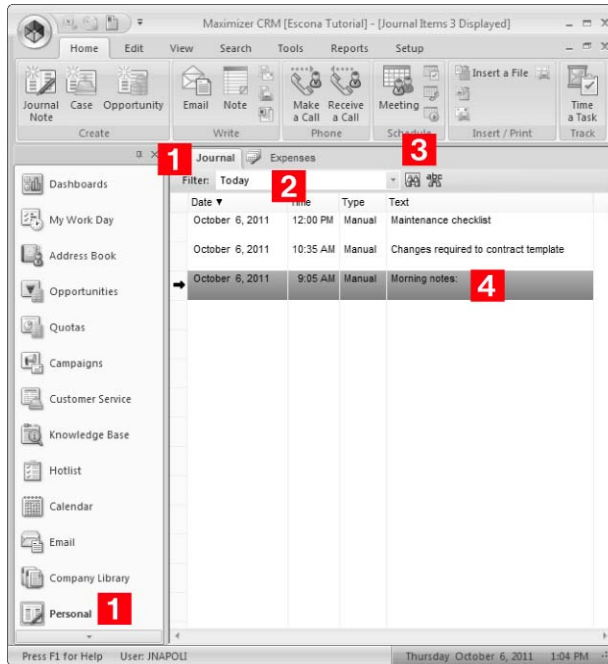 Maximizer CRM [Escona Tutorial] - [Journal Items 3 Displayed]
Home Edit View Search Tools Reports Setup
Journal Note Case Opportunity Email Note Make a Call Receive a Call Meeting Insert a File Time a Task
Create Write Phone Schedule Insert / Print Track
1 Journal Expenses 3
Filter: Today 2
Date ▼ Time Type Text
October 6, 2011 12:00 PM Manual Maintenance checklist
October 6, 2011 10:35 AM Manual Changes required to contract template
October 6, 2011 9:05 AM Manual Morning notes: 4
Dashboards
My Work Day
Address Book
Opportunities
Quotas
Campaigns
Customer Service
Knowledge Base
Hotlist
Calendar
Email
Company Library
Personal 1
Press F1 for Help User: JNAPOLI Thursday October 6, 2011 1:04 PM